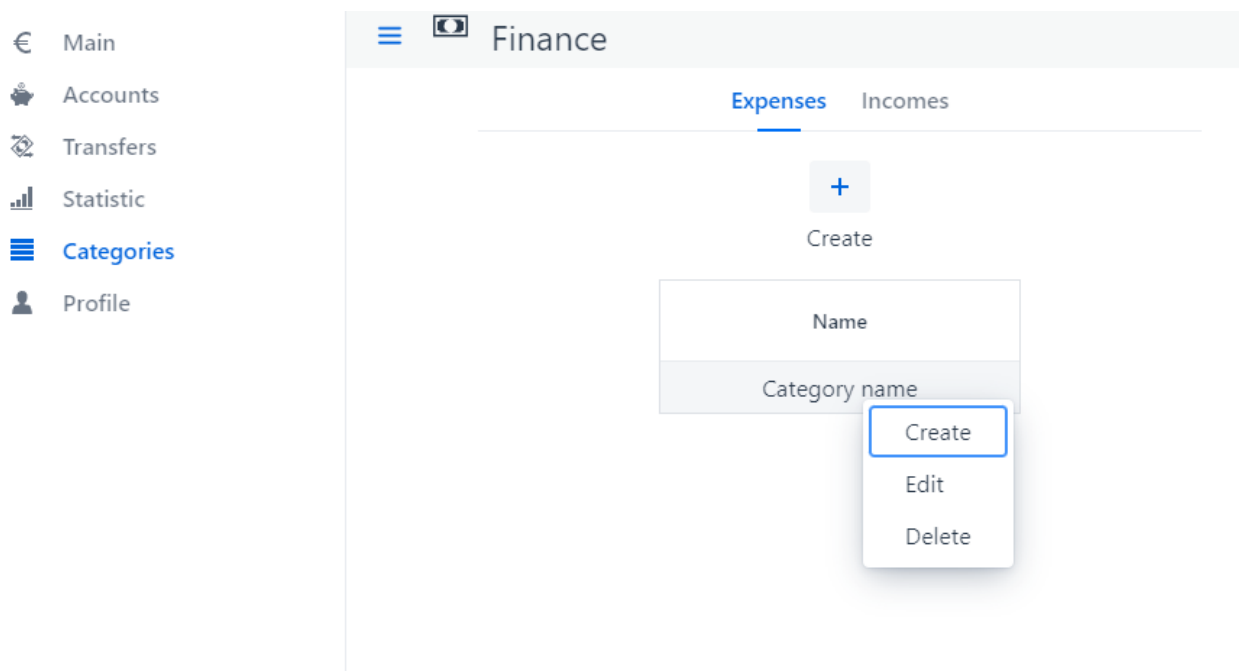 Main
Accounts
Transfers
Statistic
Categories
Profile
Finance
Expenses Incomes
Create
Name
Category name
Create
Edit
Delete